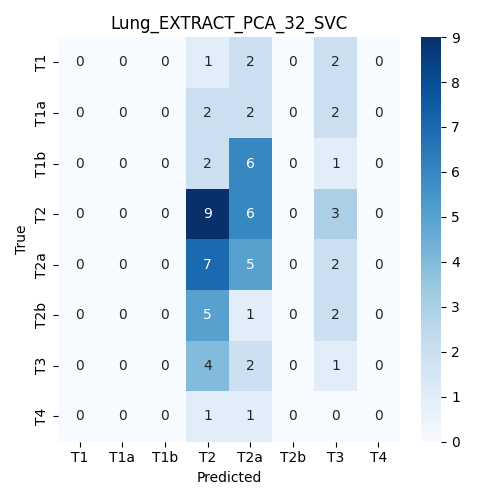 Lung_EXTRACT_PCA_32_SVC
T1 0 0 0 1 2 0 2 0
T1a 0 0 0 2 2 0 2 0
T1b 0 0 0 2 6 0 1 0
T2 0 0 0 9 6 0 3 0
T2a 0 0 0 7 5 0 2 0
T2b 0 0 0 5 1 0 2 0
T3 0 0 0 4 2 0 1 0
T4 0 0 0 1 1 0 0 0
T1 T1a T1b T2 T2a T2b T3 T4
Predicted
True
9
8
7
6
5
4
3
2
1
0